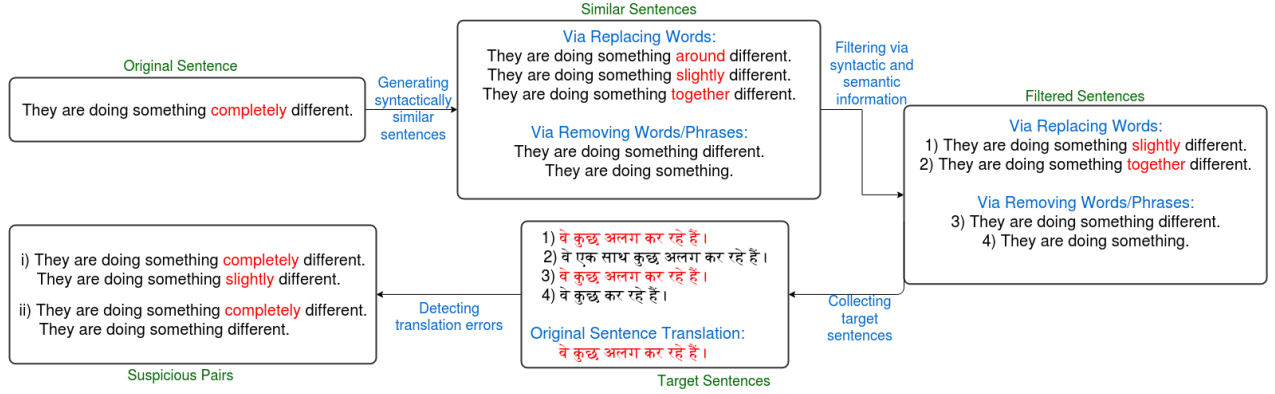 Original Sentence
They are doing something completely different.
Generating
syntactically
similar
sentences
Similar Sentences
Via Replacing Words:
They are doing something around different.
They are doing something slightly different.
They are doing something together different.
Via Removing Words/Phrases:
They are doing something different.
They are doing something.
Filtering via
syntactic and
semantic
information
Filtered Sentences
Via Replacing Words:
1) They are doing something slightly different.
2) They are doing something together different.
Via Removing Words/Phrases:
3) They are doing something different.
4) They are doing something.
Collecting
target
sentences
1) वे कुछ अलग कर रहे हैं।
2) वे एक साथ कुछ अलग कर रहे हैं।
3) वे कुछ अलग कर रहे हैं।
4) वे कुछ कर रहे हैं।
Original Sentence Translation:
वे कुछ अलग कर रहे हैं।
Target Sentences
Detecting
translation errors
i) They are doing something completely different.
They are doing something slightly different.
ii) They are doing something completely different.
They are doing something different.
Suspicious Pairs